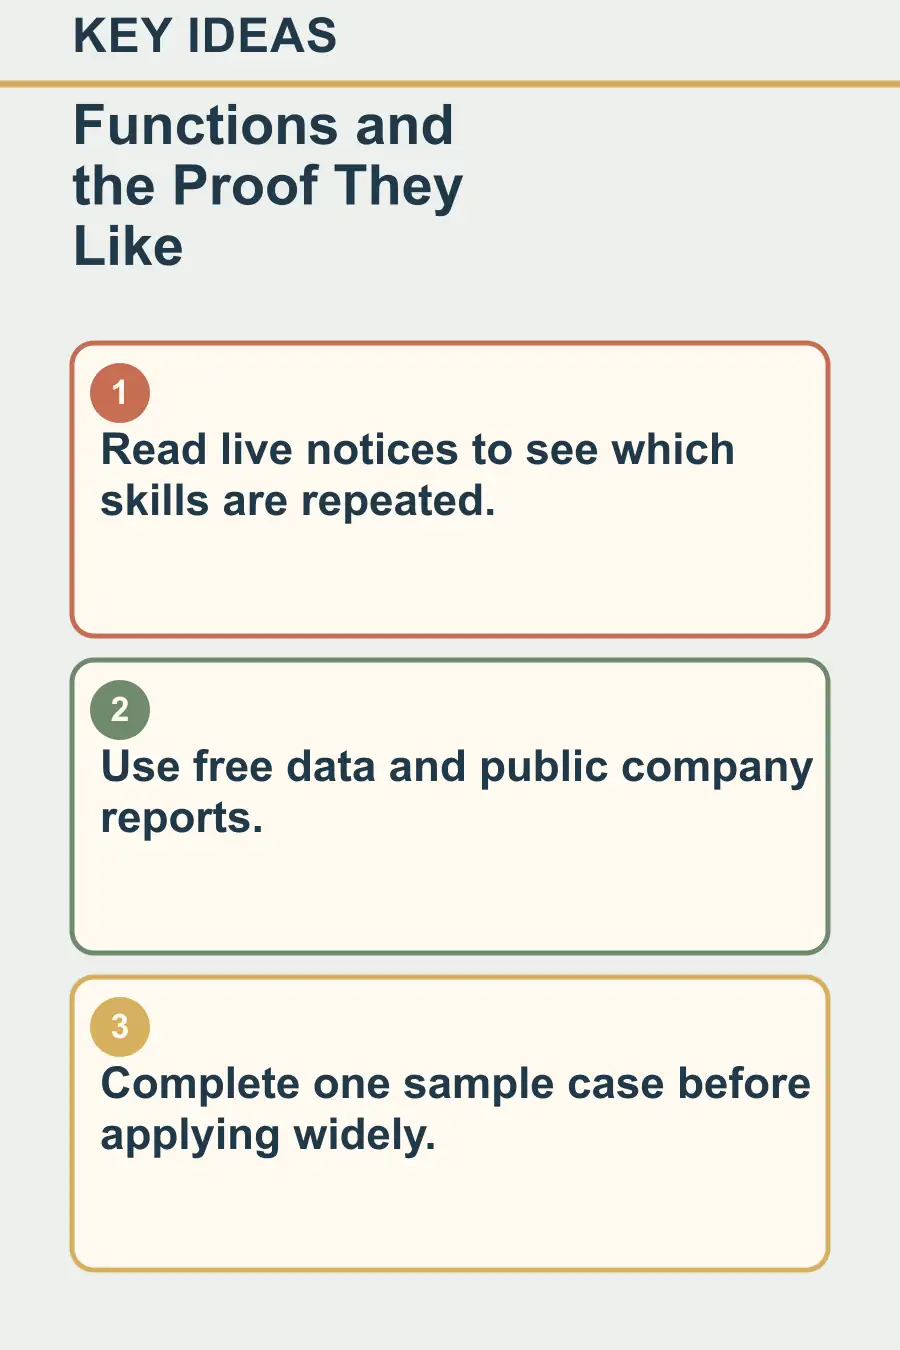 KEY IDEAS
Functions and
the Proof They
Like
1
Read live notices to see which
skills are repeated.
2
Use free data and public company
reports.
3
Complete one sample case before
applying widely.